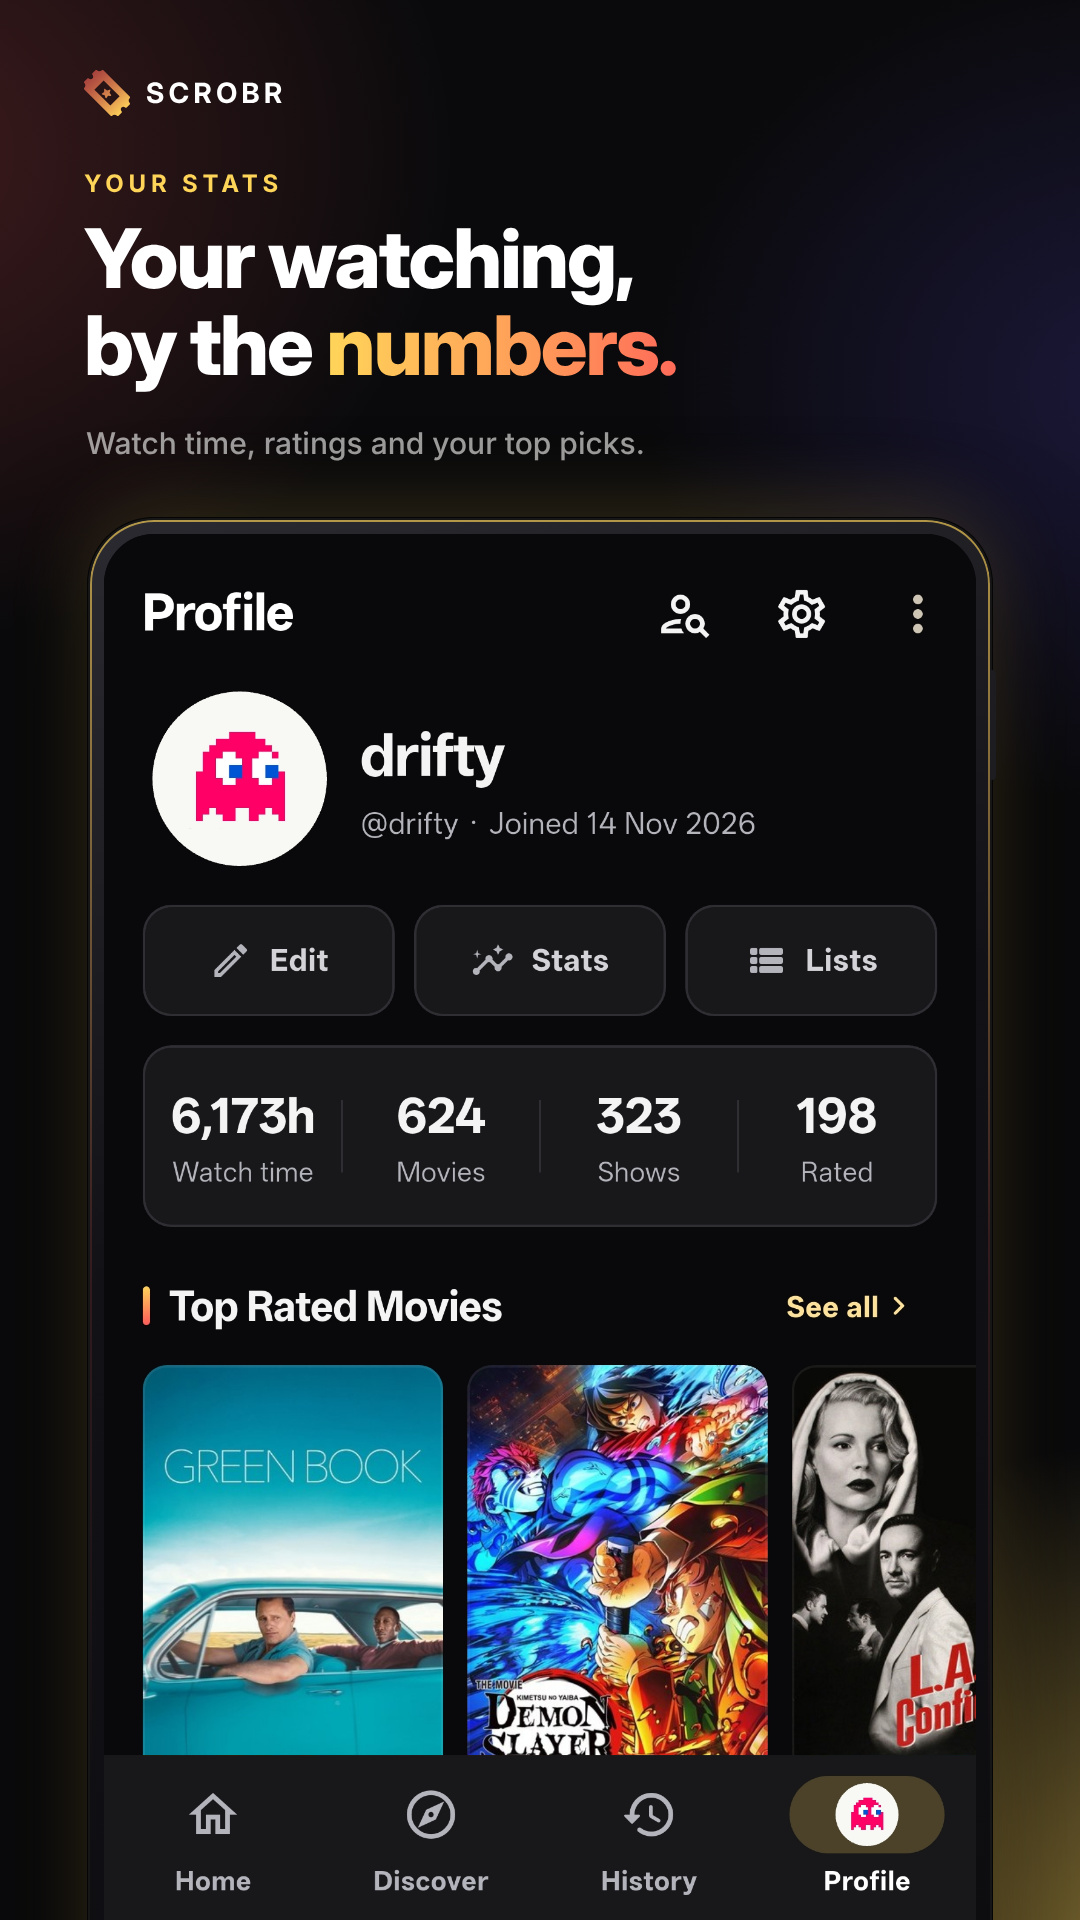 SCROBR
YOUR STATS
Your watching,
by the numbers.
Watch time, ratings and your top picks.
Profile
drifty
@drifty · Joined 14 Nov 2026
Edit
Stats
Lists
6,173h
624
323
198
Watch time
Movies
Shows
Rated
Top Rated Movies
See all
GREEN BOOK
THE MOVIE
KIMETSU NO YAIBA
DEMON
SLAYER
L.A.
Confi
Home
Discover
History
Profile